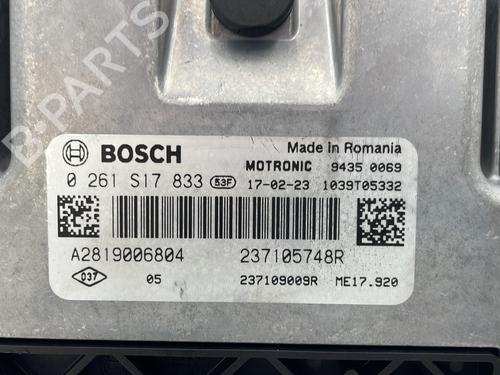 B-PARTS
BOSCH
Made in Romania
MOTRONIC 9435 0069
0 261 S17 833 53F 17-02-23 1039T05332
A2819006804 237105748R
037 05 237109009R ME17.920